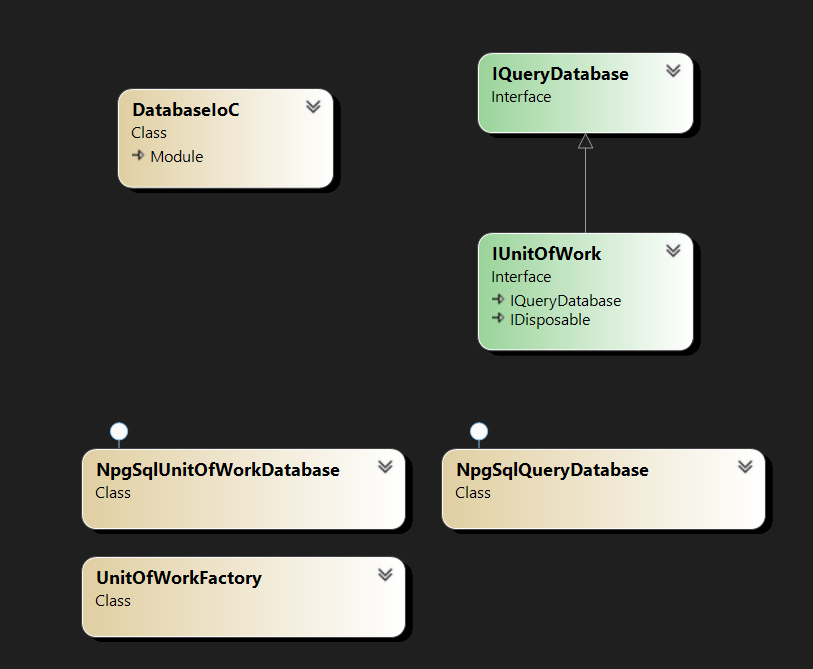 DatabaseIoC
Class
Module
IQueryDatabase
Interface
IUnitOfWork
Interface
IQueryDatabase
IDisposable
NpgSqlUnitOfWorkDatabase
Class
NpgSqlQueryDatabase
Class
UnitOfWorkFactory
Class